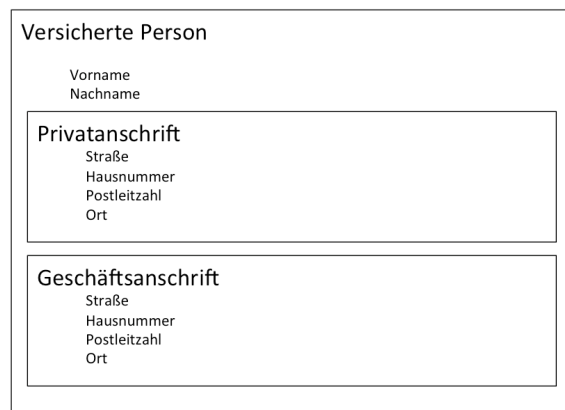 Versicherte Person
Vorname
Nachname
Privatanschrift
Straße
Hausnummer
Postleitzahl
Ort
Geschäftsanschrift
Straße
Hausnummer
Postleitzahl
Ort